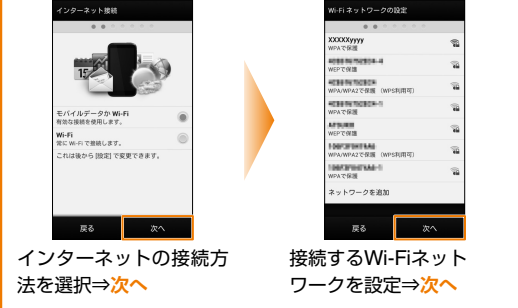 インターネット接続
15
モバイルデータか Wi-Fi
有効な接続を使用します。
Wi-Fi
常に Wi-Fi で接続します。
これは後から [設定] で変更できます。
戻る 次へ
インターネットの接続方
法を選択⇒次へ
Wi-Fi ネットワークの設定
XXXXXyyyy
WPAで保護
WEPで保護
WPA/WPA2で保護 (WPS利用可)
WPAで保護
WEPで保護
WPA/WPA2で保護 (WPS利用可)
WPAで保護
ネットワークを追加
戻る 次へ
接続するWi-Fiネット
ワークを設定⇒次へ